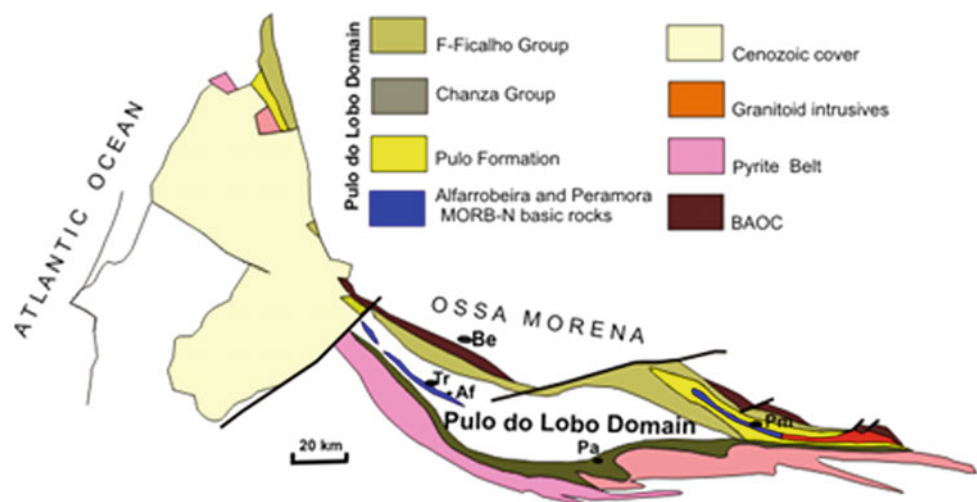 Pulo do Lobo Domain
F-Ficalho Group
Chanza Group
Pulo Formation
Alfarrobeira and Peramora
MORB-N basic rocks
Cenozoic cover
Granitoid intrusives
Pyrite Belt
BAOC
ATLANTIC OCEAN
OSSA MORENA
Be
Tr
Af
Pm
Pulo do Lobo Domain
Pa
20 km